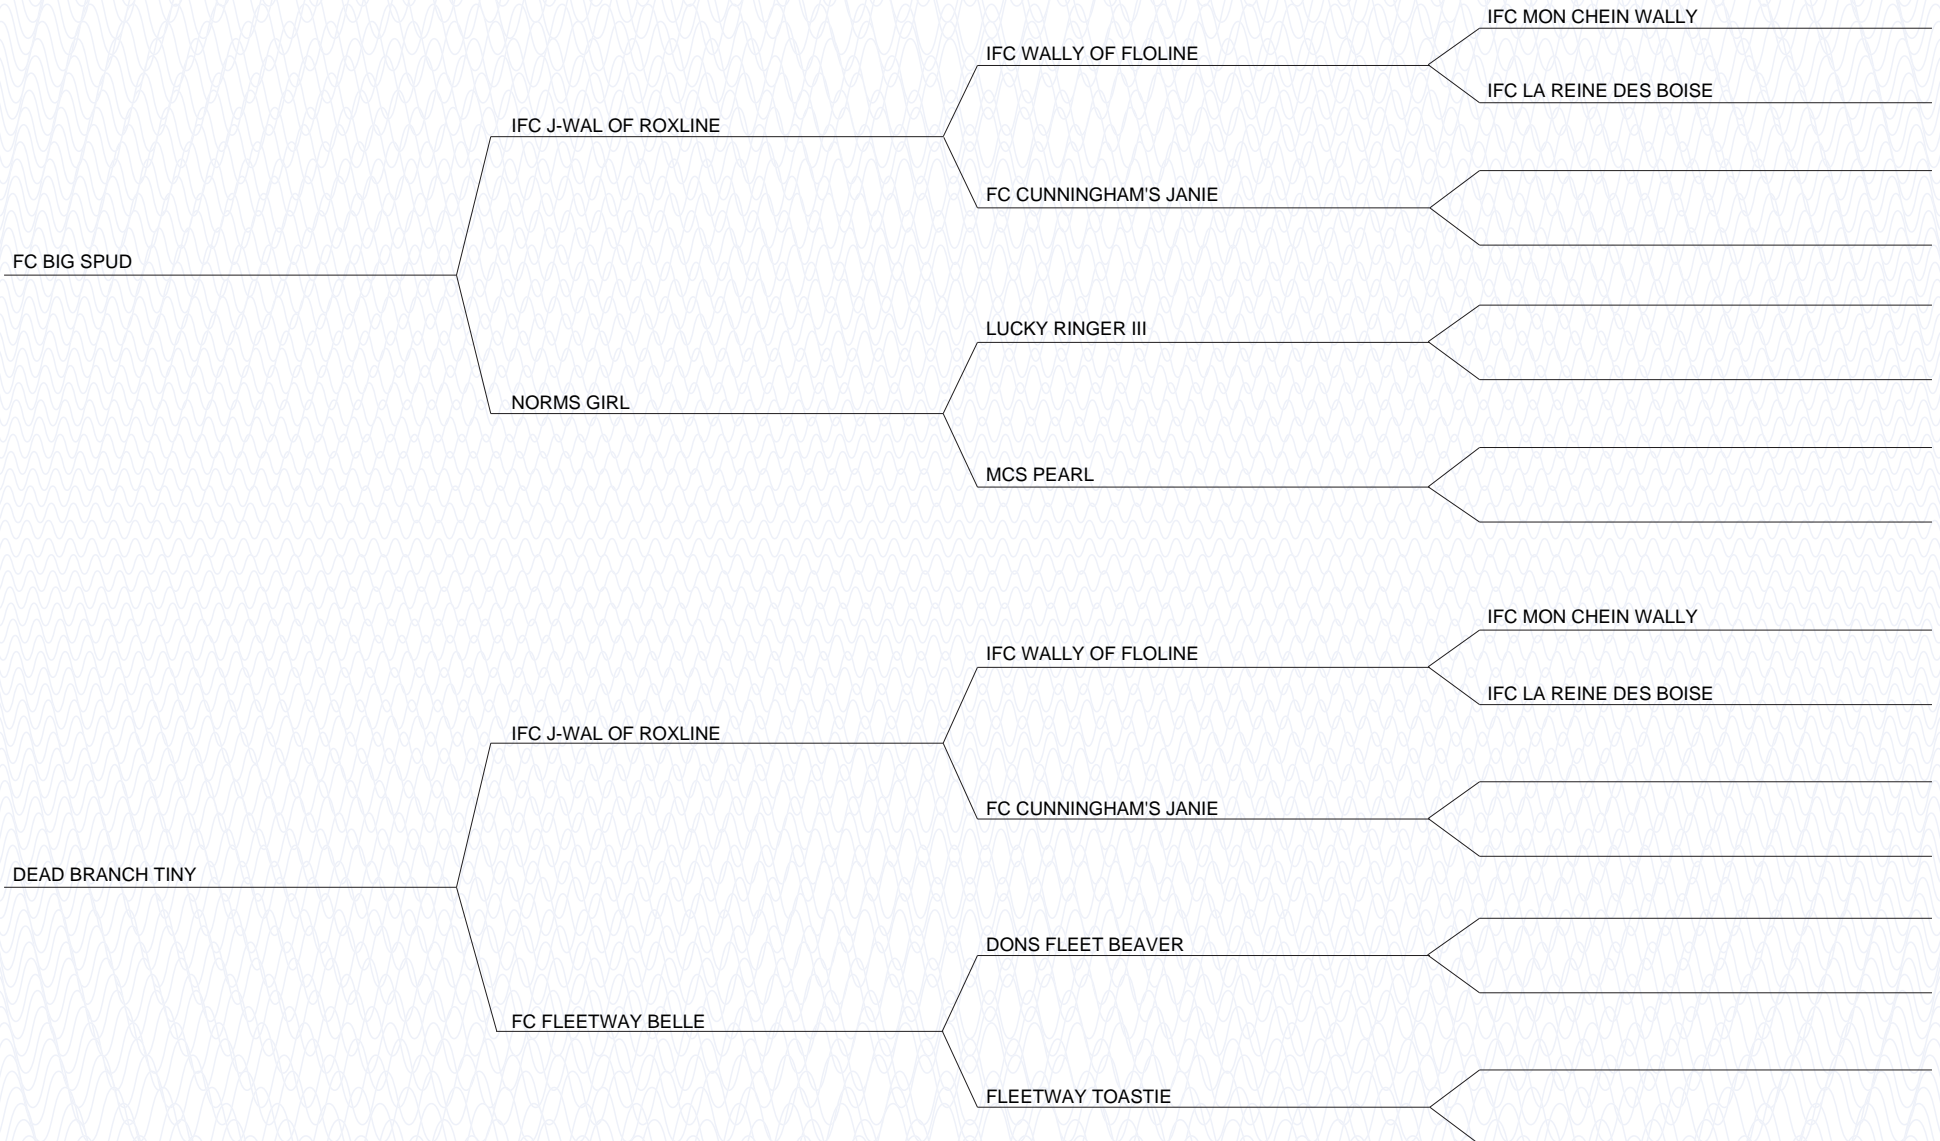 IFC MON CHEIN WALLY
IFC WALLY OF FLOLINE
IFC LA REINE DES BOISE
IFC J-WAL OF ROXLINE
FC CUNNINGHAM'S JANIE
FC BIG SPUD
LUCKY RINGER III
NORMS GIRL
MCS PEARL
IFC MON CHEIN WALLY
IFC WALLY OF FLOLINE
IFC LA REINE DES BOISE
IFC J-WAL OF ROXLINE
FC CUNNINGHAM'S JANIE
DEAD BRANCH TINY
DONS FLEET BEAVER
FC FLEETWAY BELLE
FLEETWAY TOASTIE